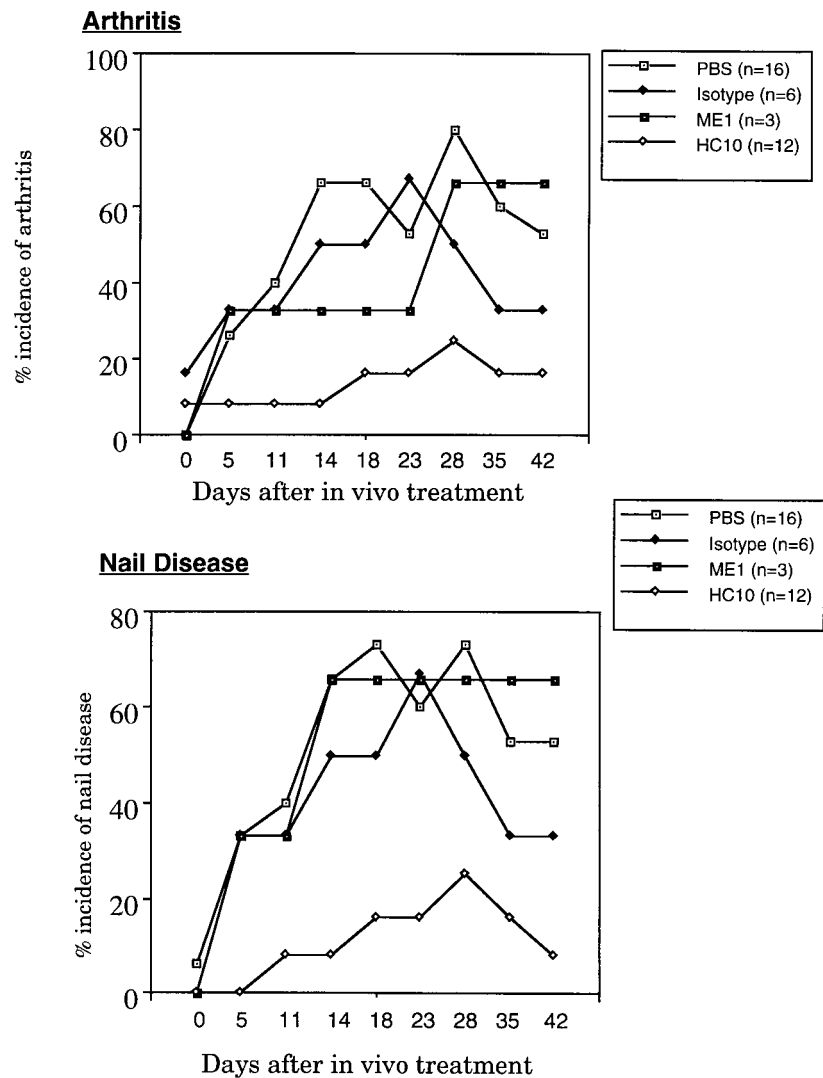 Arthritis
100
80
60
40
20
0
% incidence of arthritis
0 5 11 14 18 23 28 35 42
Days after in vivo treatment
PBS (n=16)
Isotype (n=6)
ME1 (n=3)
HC10 (n=12)
Nail Disease
80
60
40
20
0
% incidence of nail disease
0 5 11 14 18 23 28 35 42
Days after in vivo treatment
PBS (n=16)
Isotype (n=6)
ME1 (n=3)
HC10 (n=12)